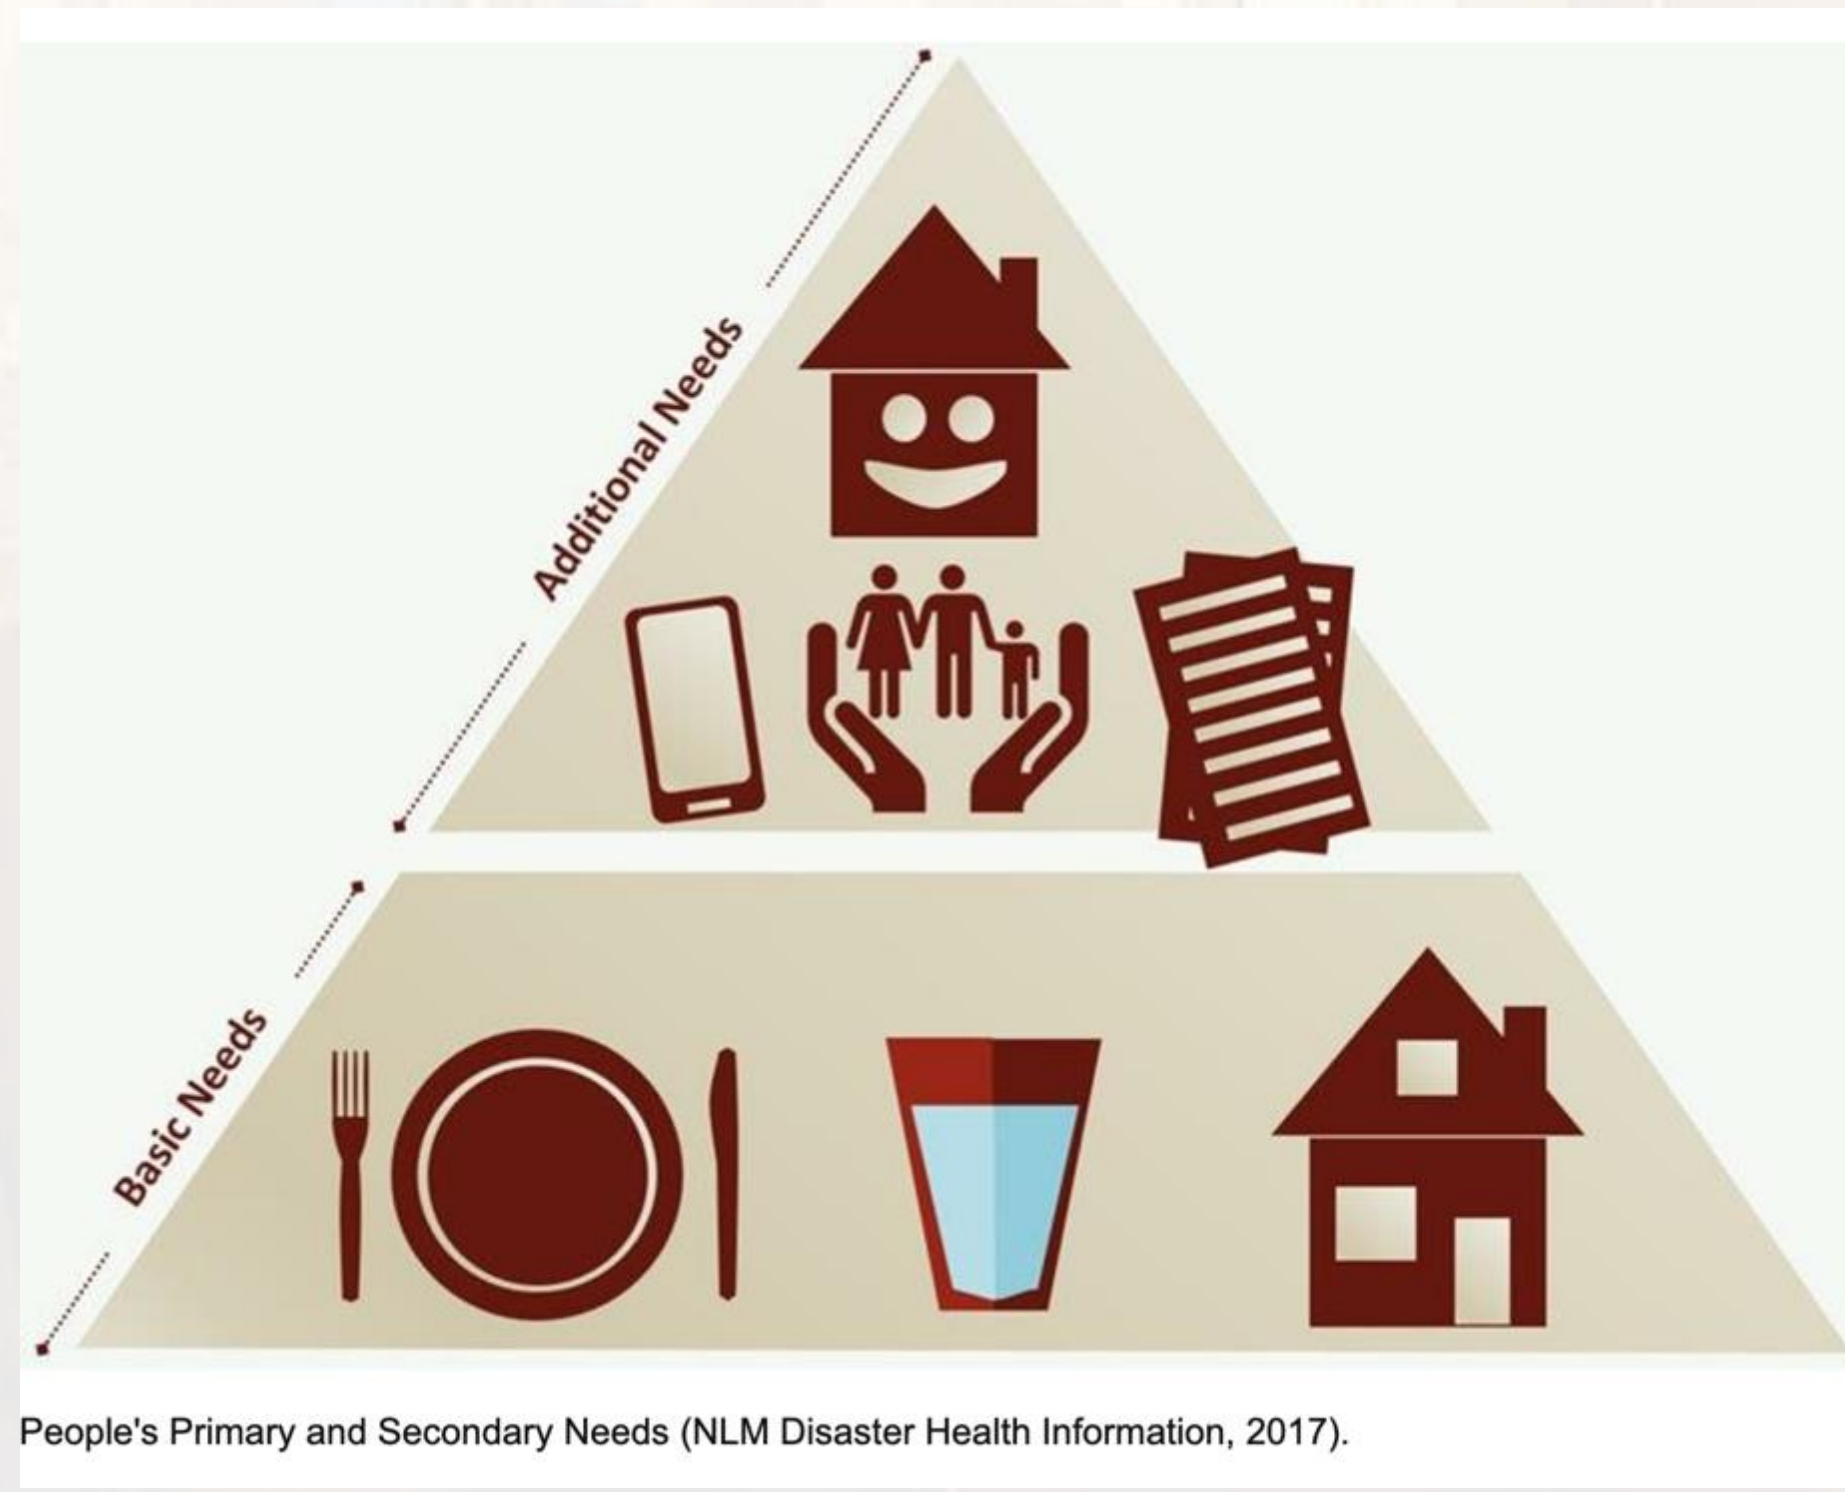 Additional Needs
Basic Needs
People's Primary and Secondary Needs (NLM Disaster Health Information, 2017).